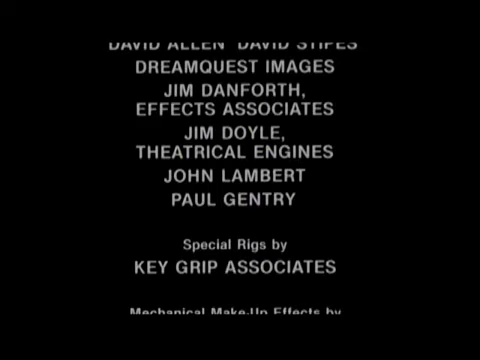 DAVID ALLEN DAVID STIPES
DREAMQUEST IMAGES
JIM DANFORTH,
EFFECTS ASSOCIATES
JIM DOYLE,
THEATRICAL ENGINES
JOHN LAMBERT
PAUL GENTRY
Special Rigs by
KEY GRIP ASSOCIATES
Mechanical Make-Up Effects by